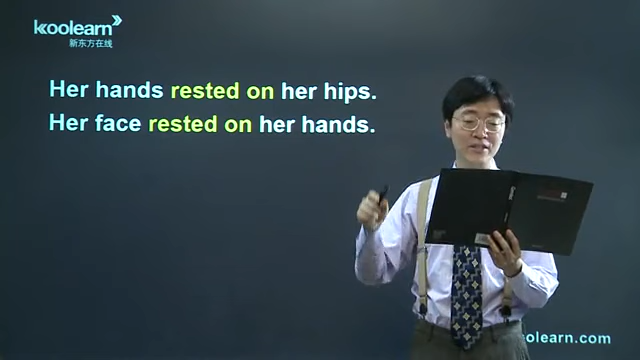 koolearn
新东方在线
Her hands rested on her hips.
Her face rested on her hands.
oolearn.com